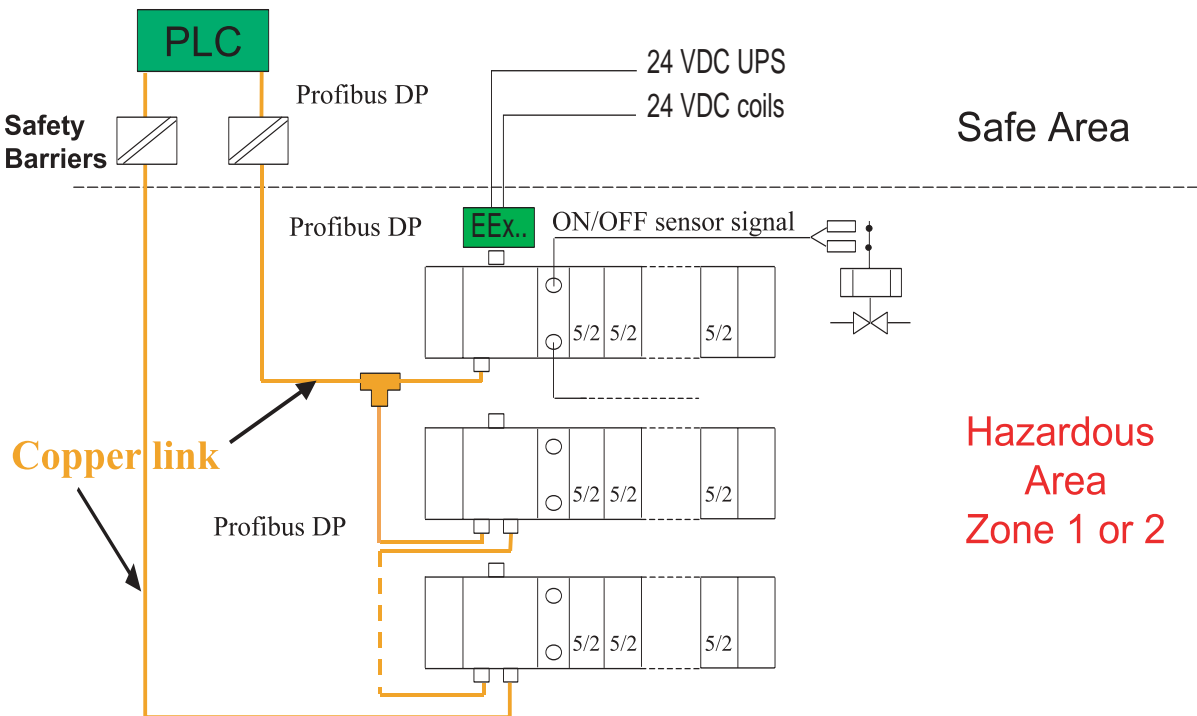 PLC
24 VDC UPS
Profibus DP
24 VDC coils
Safety
Barriers
Safe Area
Profibus DP
EEx..
ON/OFF sensor signal
5/2 5/2 5/2
Copper link
Hazardous
Area
Zone 1 or 2
5/2 5/2 5/2
Profibus DP
5/2 5/2 5/2